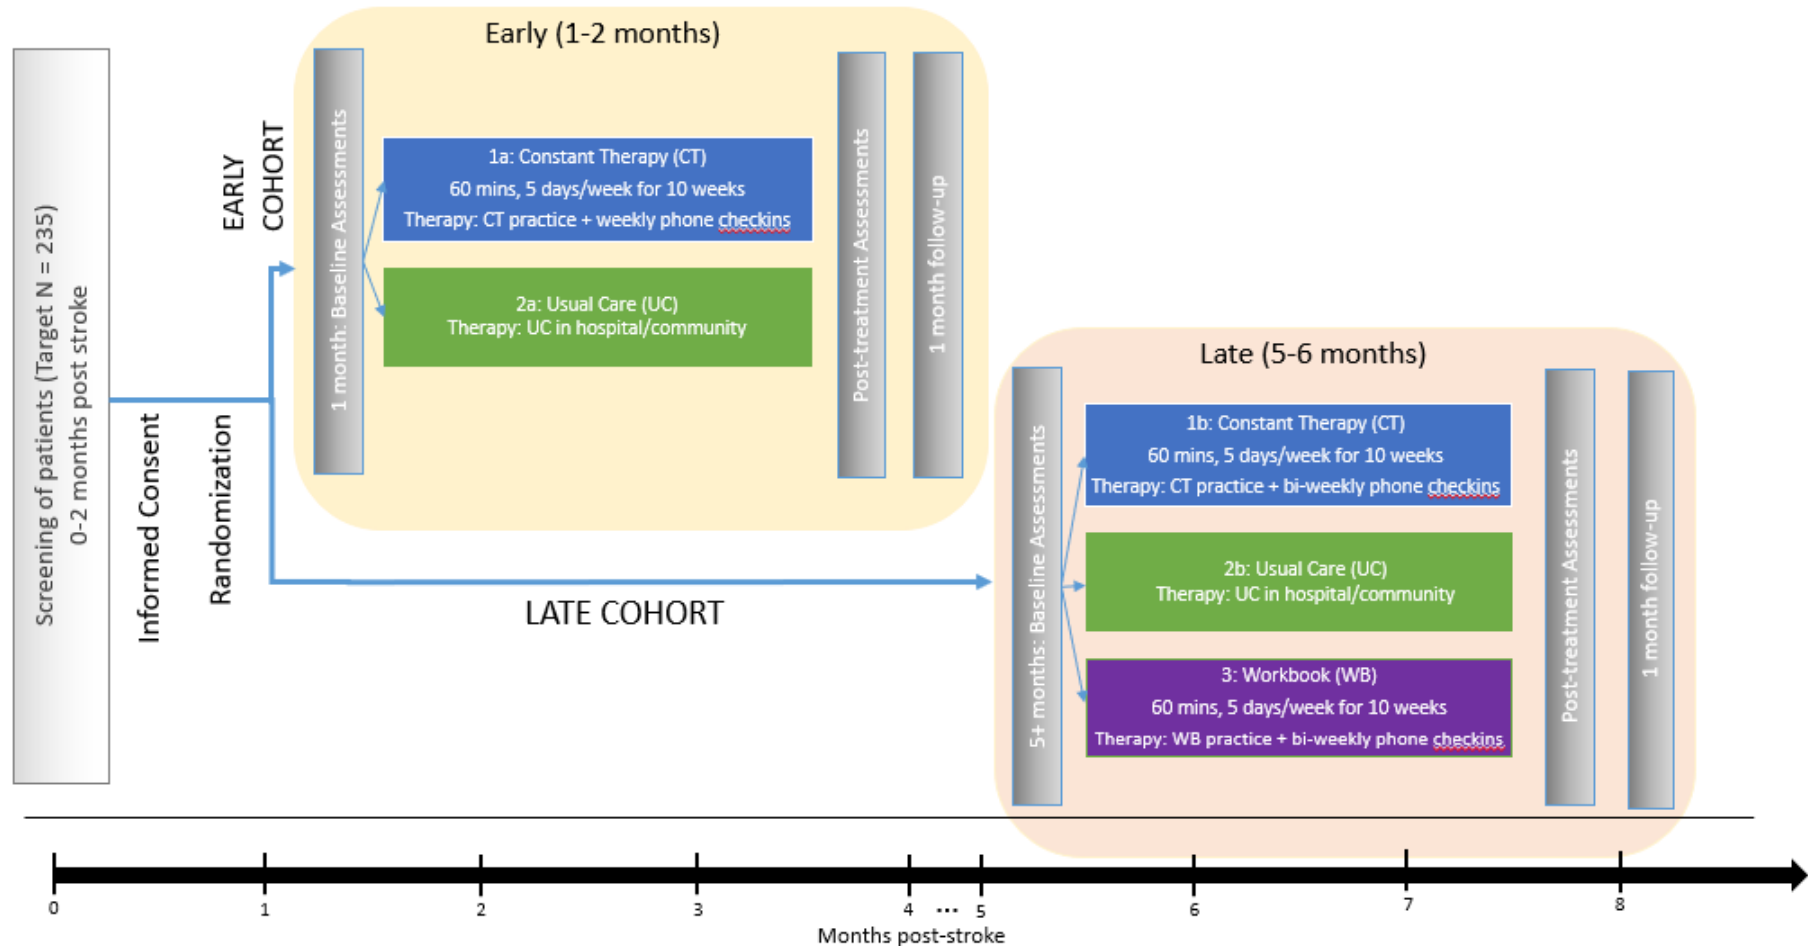 Screening of patients (Target N = 235)
0-2 months post stroke
Informed Consent
Randomization
EARLY
COHORT
Early (1-2 months)
1 month: Baseline Assessments
1a: Constant Therapy (CT)
60 mins, 5 days/week for 10 weeks
Therapy: CT practice + weekly phone checkins
2a: Usual Care (UC)
Therapy: UC in hospital/community
Post-treatment Assessments
1 month follow-up
LATE COHORT
Late (5-6 months)
5+ months: Baseline Assessments
1b: Constant Therapy (CT)
60 mins, 5 days/week for 10 weeks
Therapy: CT practice + bi-weekly phone checkins
2b: Usual Care (UC)
Therapy: UC in hospital/community
3: Workbook (WB)
60 mins, 5 days/week for 10 weeks
Therapy: WB practice + bi-weekly phone checkins
Post-treatment Assessments
1 month follow-up
0 1 2 3 4 ... 5 6 7 8
Months post-stroke